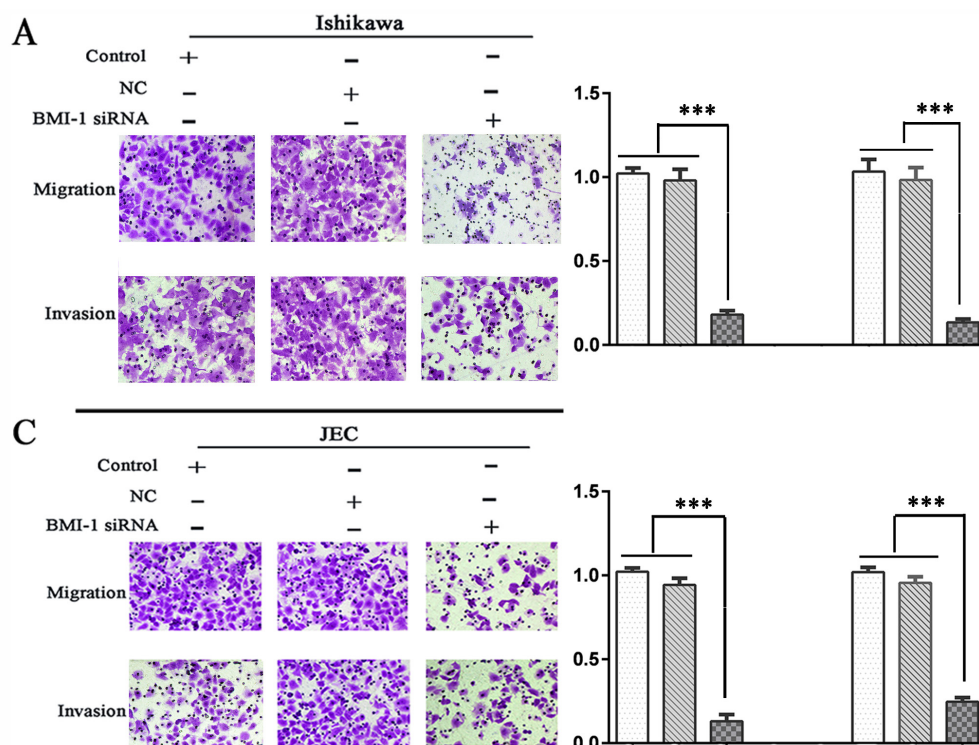 A
Ishikawa
Control + - -
NC - + -
BMI-1 siRNA - - +
Migration
Invasion
1.5
1.0
0.5
0.0
***
***
C
JEC
Control + - -
NC - + -
BMI-1 siRNA - - +
Migration
Invasion
1.5
1.0
0.5
0.0
***
***